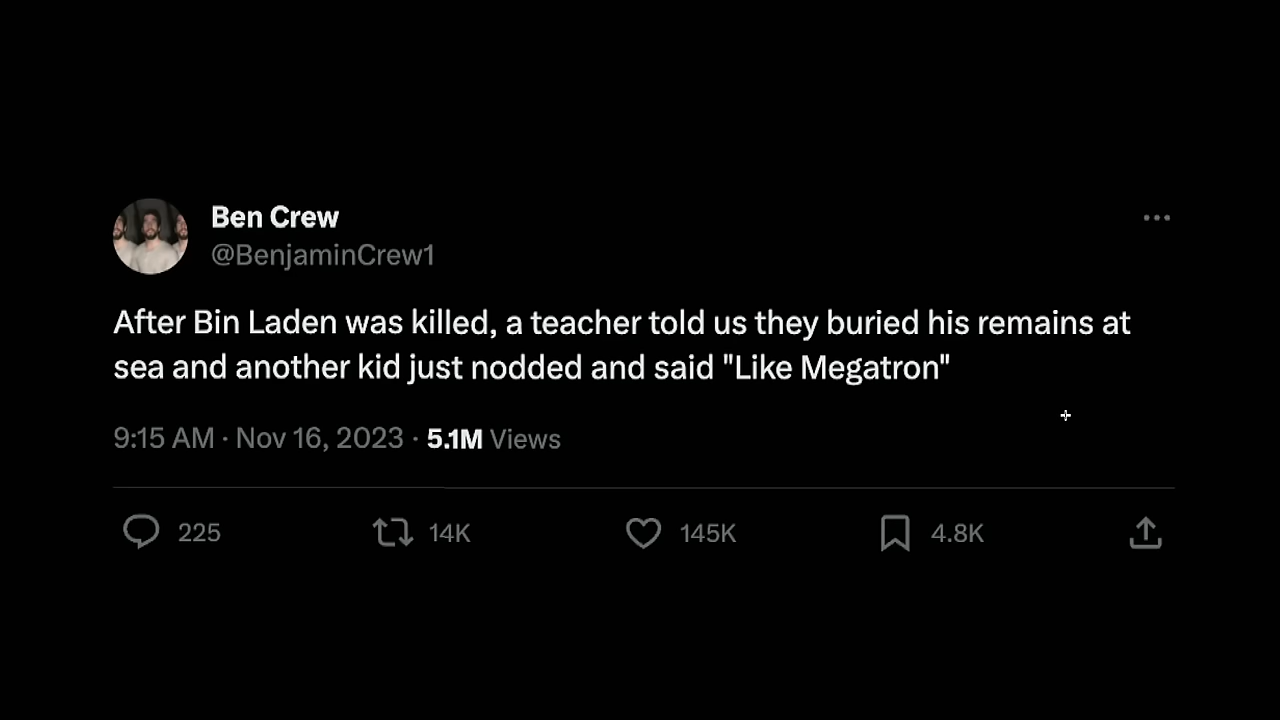 Ben Crew
@BenjaminCrew1
After Bin Laden was killed, a teacher told us they buried his remains at
sea and another kid just nodded and said "Like Megatron"
9:15 AM · Nov 16, 2023 · 5.1M Views
225 14K 145K 4.8K